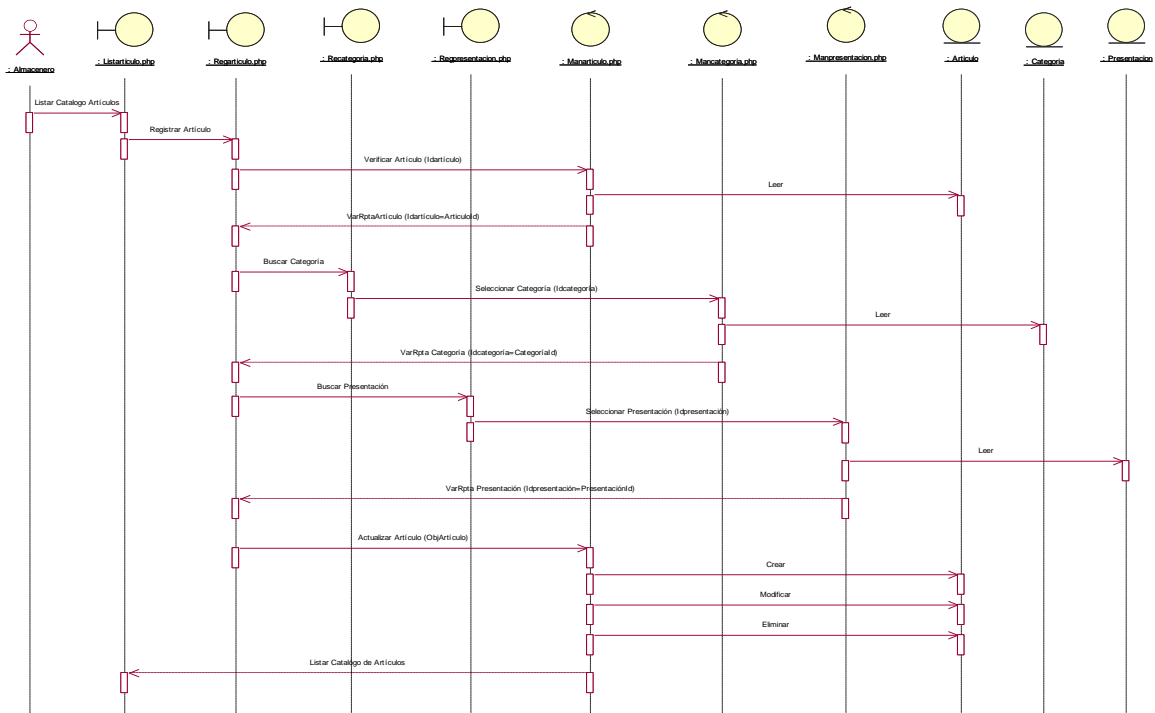 : Almacenero
: Listarticulo.php
: Regarticulo.php
: Recategoria.php
: Regpresentacion.php
: Manarticulo.php
: Mancategoria.php
: Manpresentacion.php
: Articulo
: Categoria
: Presentacion
Listar Catalogo Artículos
Registrar Artículo
Verificar Artículo (Idartículo)
Leer
VarRptaArtículo (Idartículo=ArticuloId)
Buscar Categoría
Seleccionar Categoría (Idcategoría)
Leer
VarRpta Categoría (Idcategoría=CategoríaId)
Buscar Presentación
Seleccionar Presentación (Idpresentación)
Leer
VarRpta Presentación (Idpresentación=PresentaciónId)
Actualizar Artículo (ObjArtículo)
Crear
Modificar
Eliminar
Listar Catalógo de Artículos